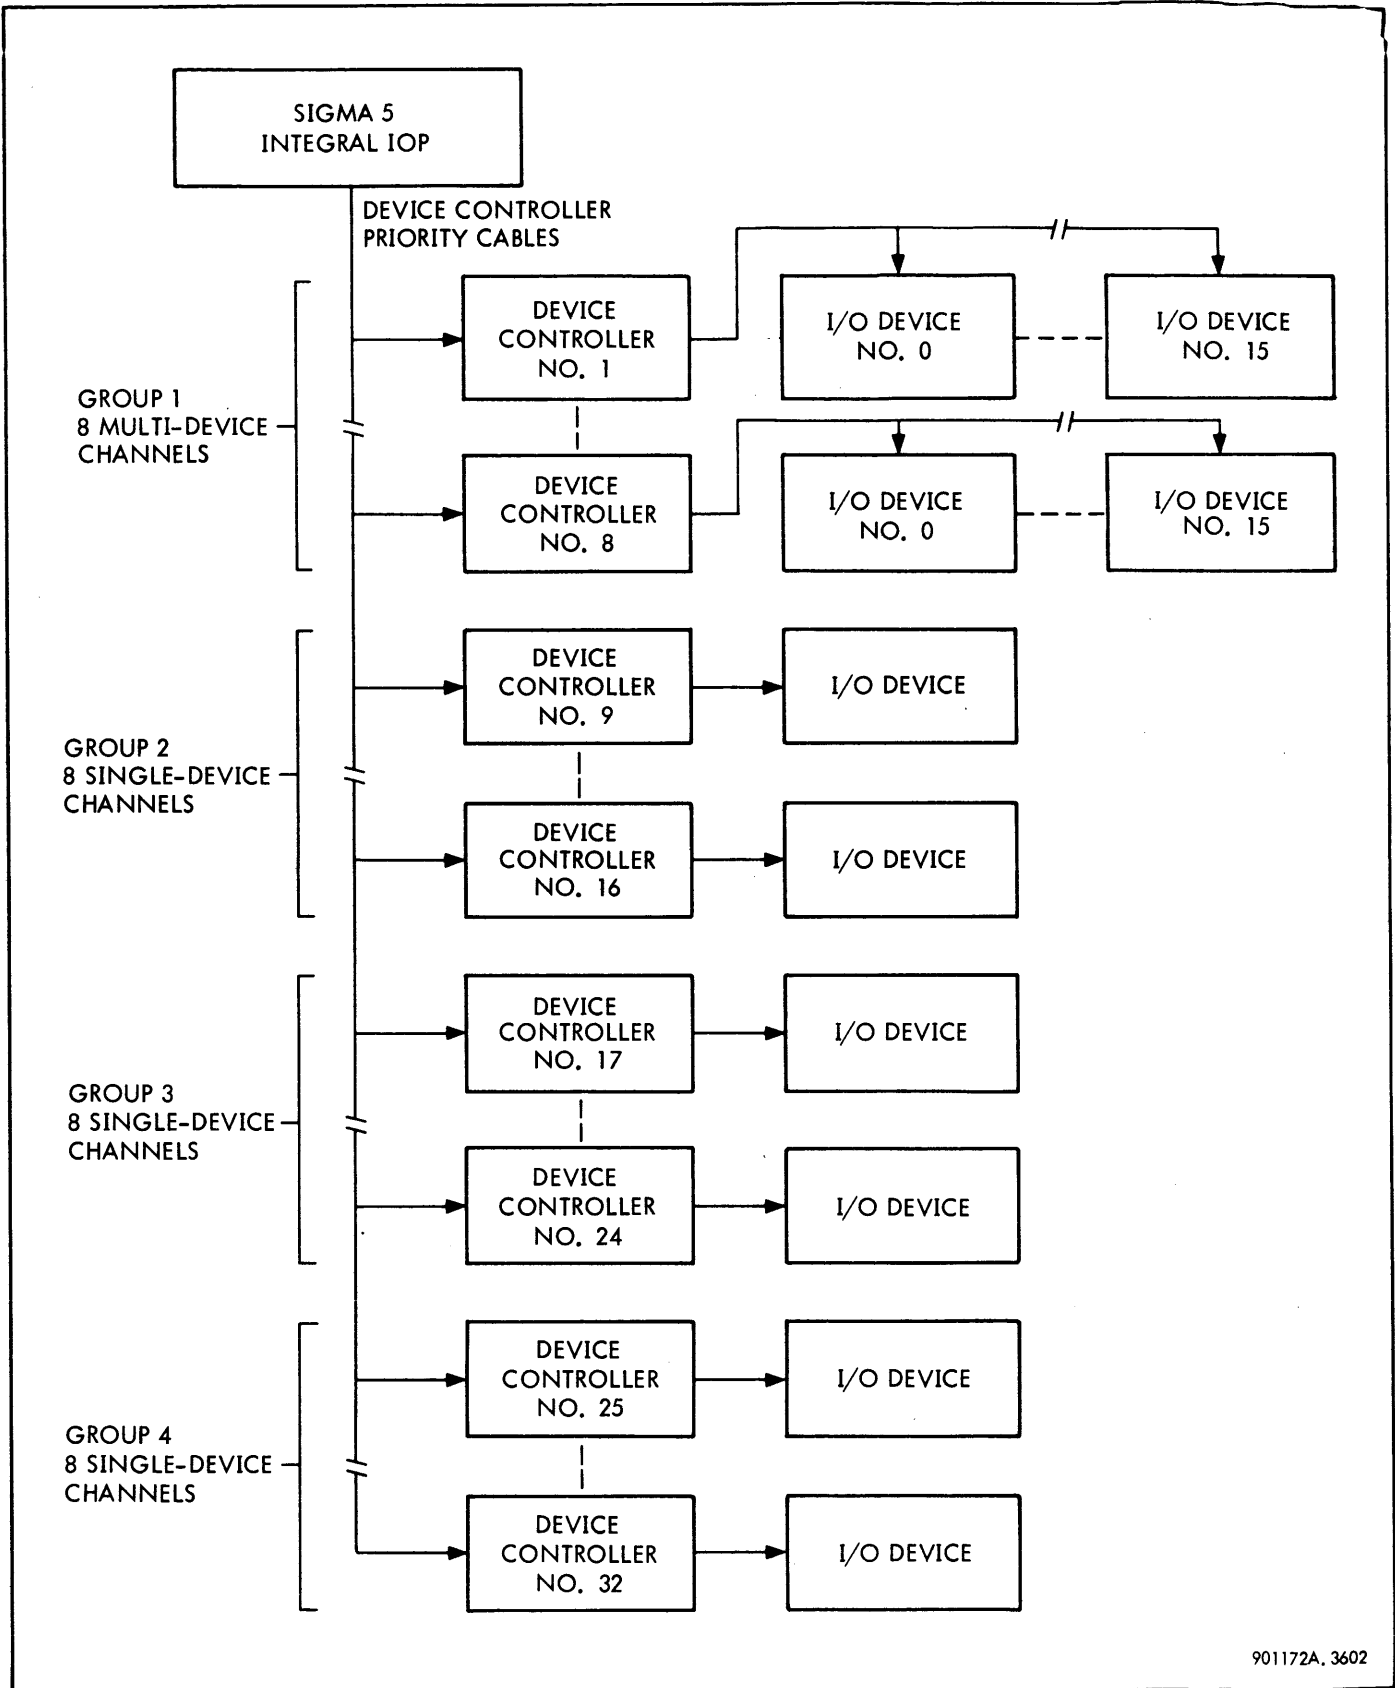 SIGMA 5
INTEGRAL IOP
DEVICE CONTROLLER
PRIORITY CABLES
GROUP 1
8 MULTI-DEVICE
CHANNELS
DEVICE
CONTROLLER
NO. 1
I/O DEVICE
NO. 0
I/O DEVICE
NO. 15
DEVICE
CONTROLLER
NO. 8
I/O DEVICE
NO. 0
I/O DEVICE
NO. 15
GROUP 2
8 SINGLE-DEVICE
CHANNELS
DEVICE
CONTROLLER
NO. 9
I/O DEVICE
DEVICE
CONTROLLER
NO. 16
I/O DEVICE
GROUP 3
8 SINGLE-DEVICE
CHANNELS
DEVICE
CONTROLLER
NO. 17
I/O DEVICE
DEVICE
CONTROLLER
NO. 24
I/O DEVICE
GROUP 4
8 SINGLE-DEVICE
CHANNELS
DEVICE
CONTROLLER
NO. 25
I/O DEVICE
DEVICE
CONTROLLER
NO. 32
I/O DEVICE
901172A. 3602